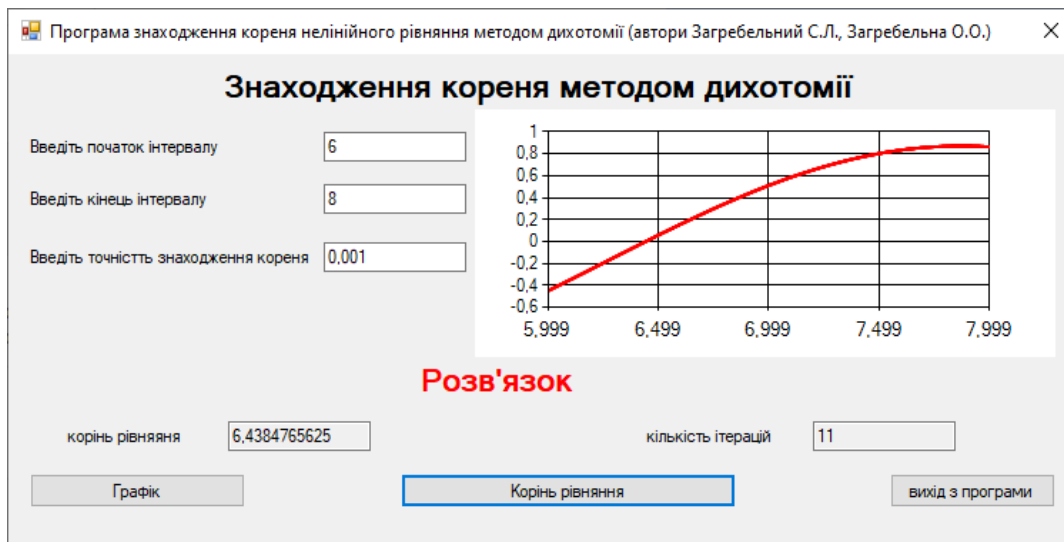 Програма знаходження кореня нелінійного рівняння методом дихотомії (автори Загребельний С.Л., Загребельна О.О.)
Знаходження кореня методом дихотомії
Введіть початок інтервалу
6
Введіть кінець інтервалу
8
Введіть точністть знаходження кореня
0,001
1
0,8
0,6
0,4
0,2
0
-0,2
-0,4
-0,6
5,999 6,499 6,999 7,499 7,999
Розв'язок
корінь рівняяня
6,4384765625
кількість ітерацій
11
Графік
Корінь рівняння
вихід з програми